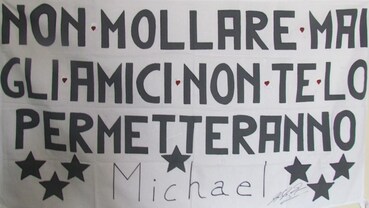 NON MOLLARE MAI
GLI AMICI NON TE LO
PERMETTERANNO
Michael